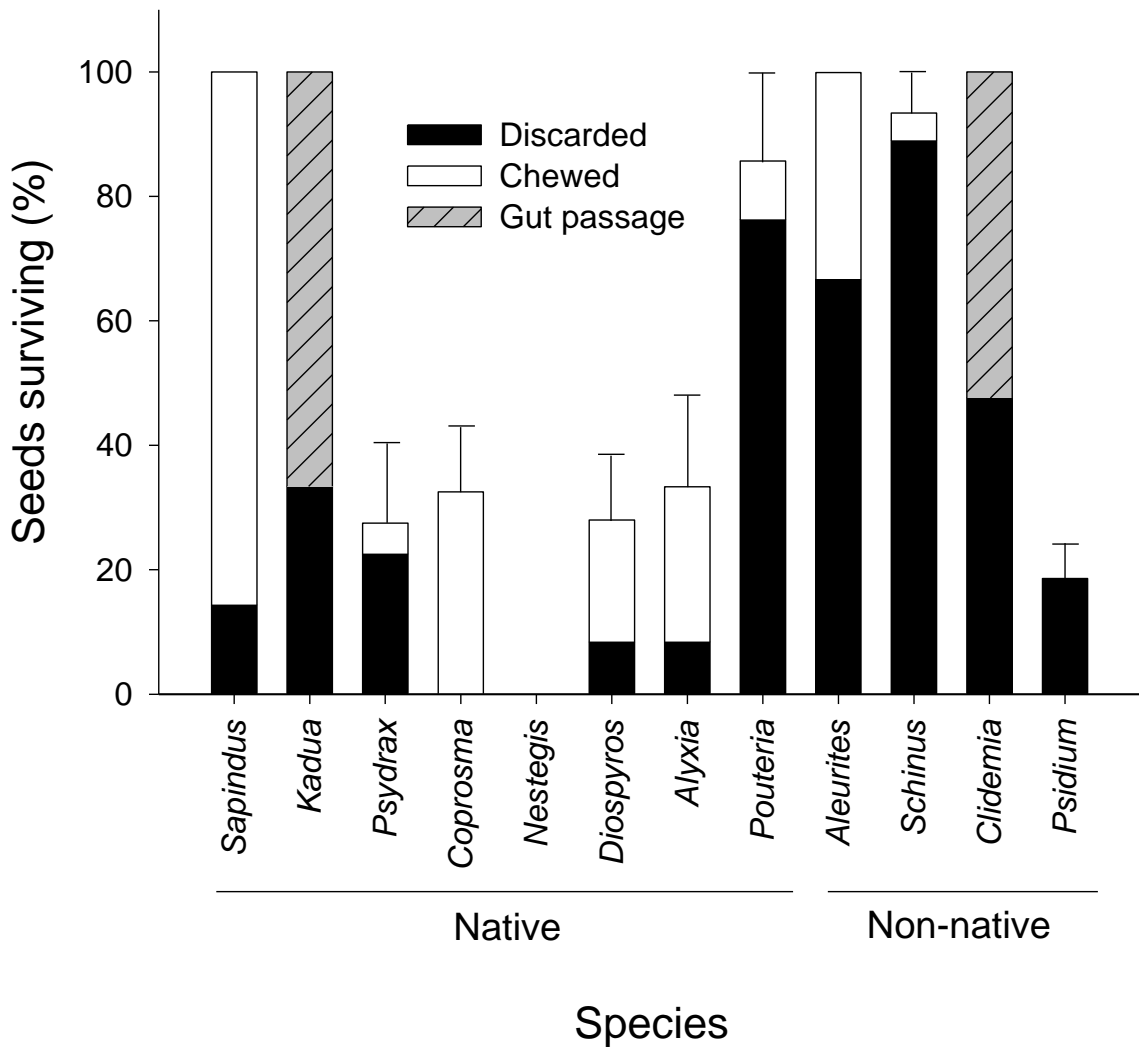 Seeds surviving (%)
100
80
60
40
20
0
Discarded
Chewed
Gut passage
Sapindus
Kadua
Psydrax
Coprosma
Nestegis
Diospyros
Alyxia
Pouteria
Aleurites
Schinus
Clidemia
Psidium
Native
Non-native
Species